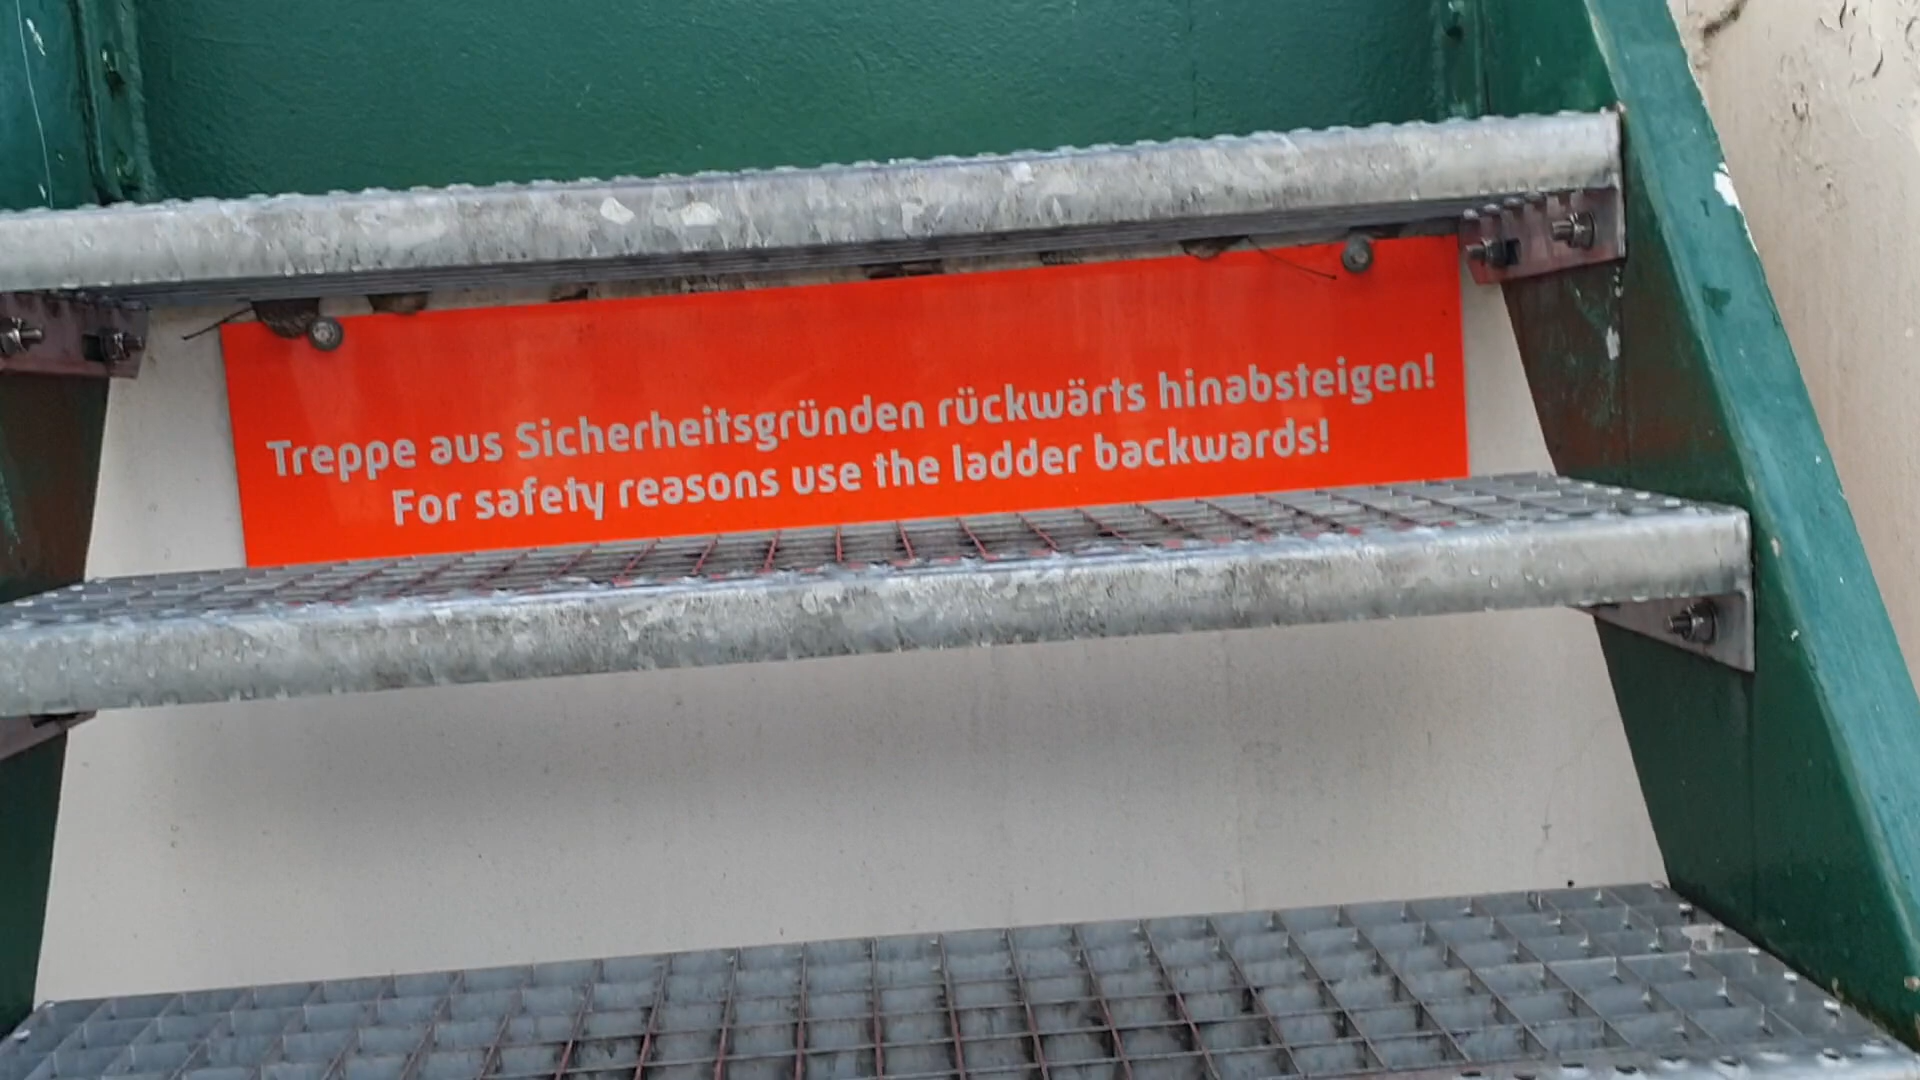 Treppe aus Sicherheitsgründen rückwärts hinabsteigen!
For safety reasons use the ladder backwards!